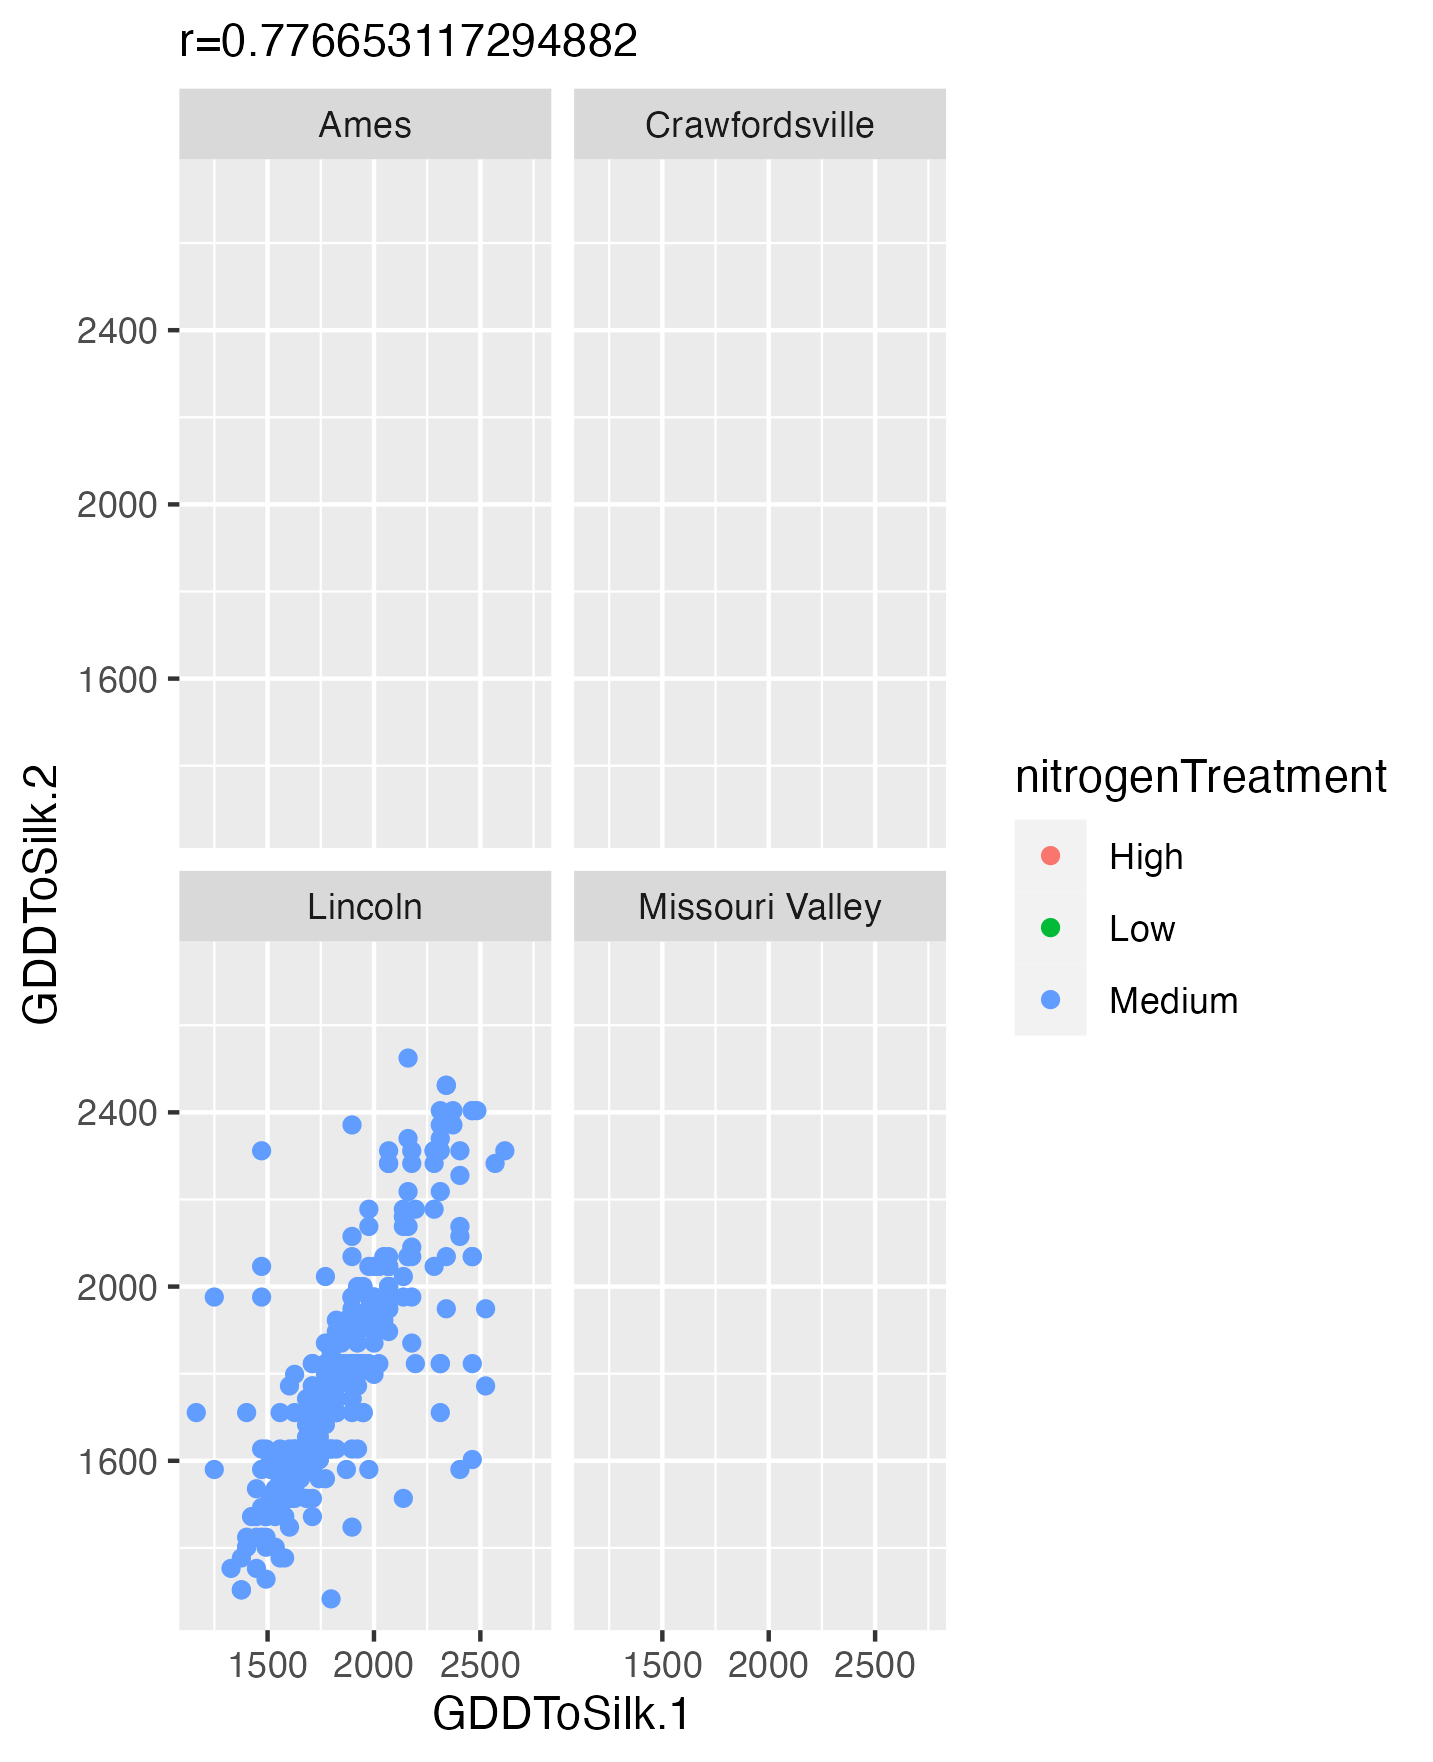 r=0.776653117294882
Ames
Crawfordsville
2400
2000
1600
GDDToSilk.2
Lincoln
Missouri Valley
2400
2000
1600
1500 2000 2500
1500 2000 2500
GDDToSilk.1
nitrogenTreatment
High
Low
Medium